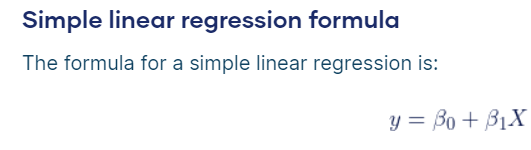 Simple linear regression formula
The formula for a simple linear regression is:
y = β₀ + β₁X